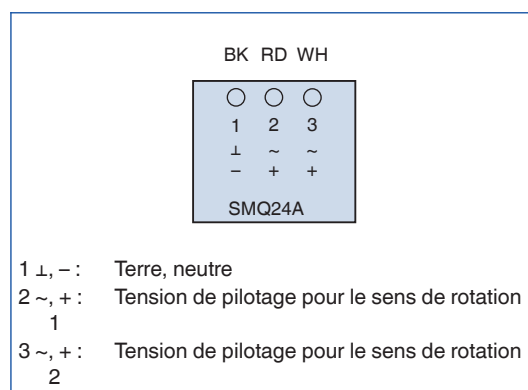 BK RD WH
1 2 3
⊥ ~ ~
– + +
SMQ24A
1 ⊥, – : Terre, neutre
2 ~, + : Tension de pilotage pour le sens de rotation
1
3 ~, + : Tension de pilotage pour le sens de rotation
2